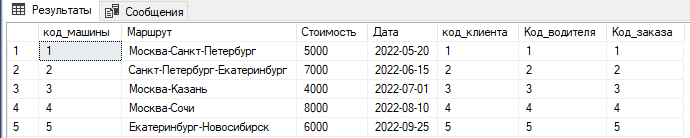 Результаты Сообщения
код_машины Маршрут Стоимость Дата код_клиента Код_водителя Код_заказа
1 1 Москва-Санкт-Петербург 5000 2022-05-20 1 1 1
2 2 Санкт-Петербург-Екатеринбург 7000 2022-06-15 2 2 2
3 3 Москва-Казань 4000 2022-07-01 3 3 3
4 4 Москва-Сочи 8000 2022-08-10 4 4 4
5 5 Екатеринбург-Новосибирск 6000 2022-09-25 5 5 5